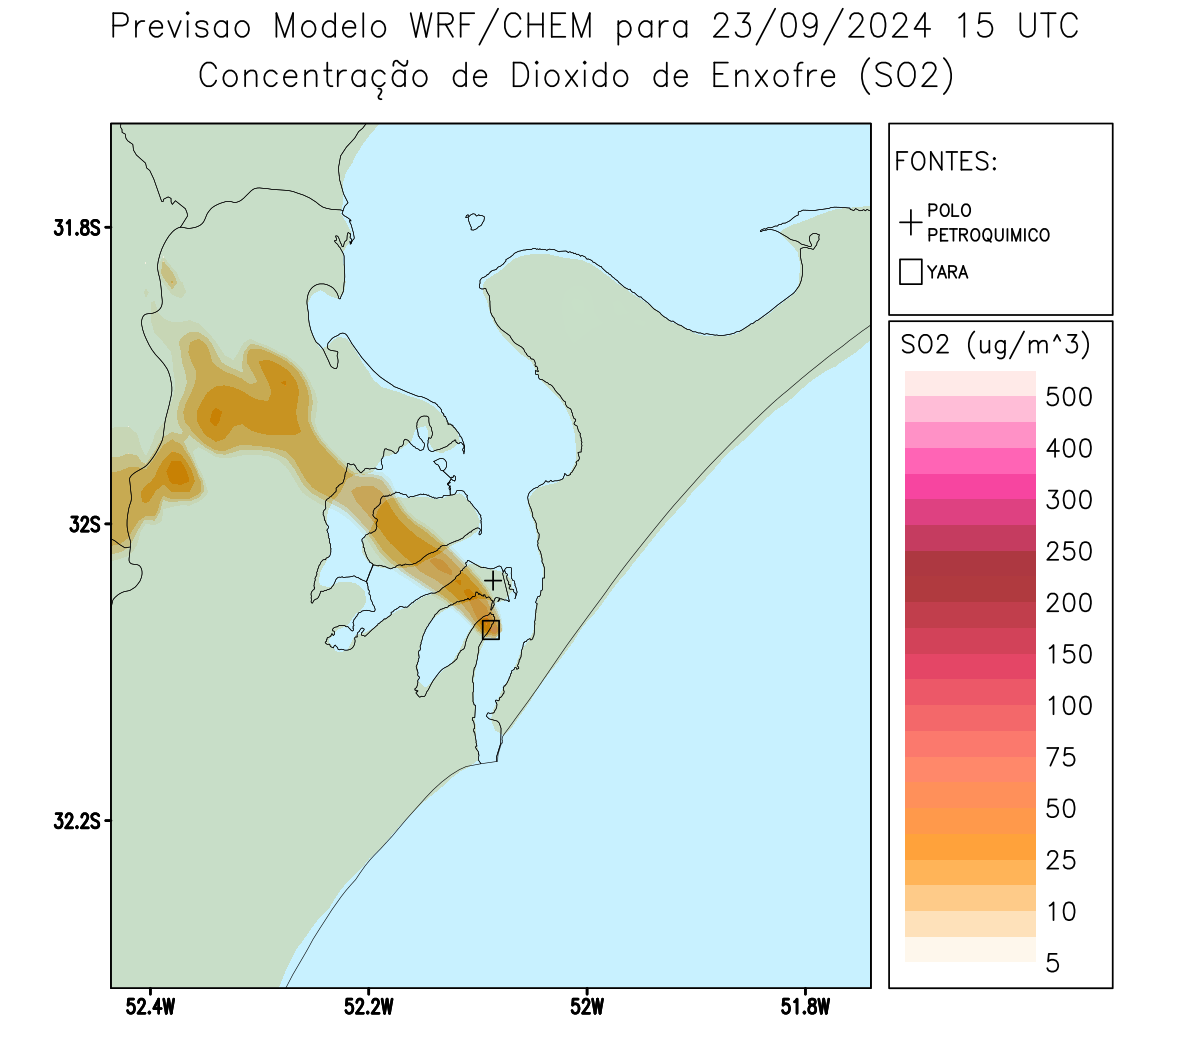 Previsao Modelo WRF/CHEM para 23/09/2024 15 UTC
Concentração de Dioxido de Enxofre (SO2)
FONTES:
POLO
PETROQUIMICO
YARA
31.8S
32S
32.2S
52.4W
52.2W
52W
51.8W
SO2 (ug/m^3)
500
400
300
250
200
150
100
75
50
25
10
5